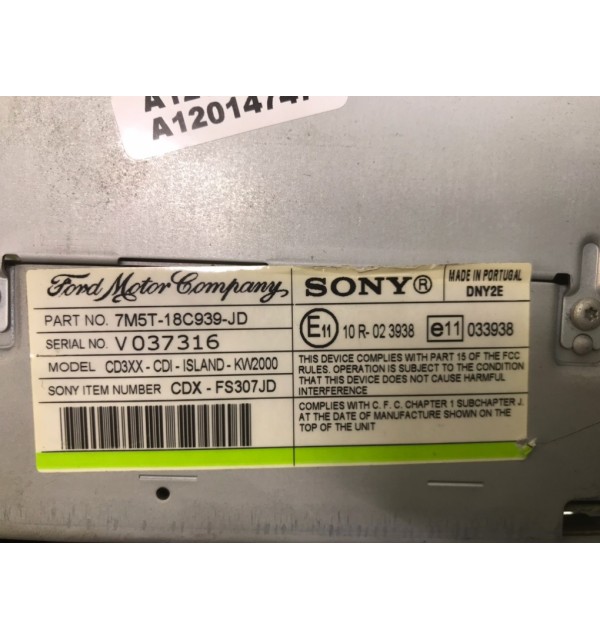 A12014747
Ford Motor Company
PART NO. 7M5T-18C939-JD
SERIAL NO. V 037316
MODEL CD3XX - CDI - ISLAND - KW2000
SONY ITEM NUMBER CDX - FS307JD
SONY®
MADE IN PORTUGAL
DNY2E
E11 10 R- 02 3938 e11 033938
THIS DEVICE COMPLIES WITH PART 15 OF THE FCC
RULES. OPERATION IS SUBJECT TO THE CONDITION
THAT THIS DEVICE DOES NOT CAUSE HARMFUL
INTERFERENCE
COMPLIES WITH C. F. C. CHAPTER 1 SUBCHAPTER J.
AT THE DATE OF MANUFACTURE SHOWN ON THE
TOP OF THE UNIT